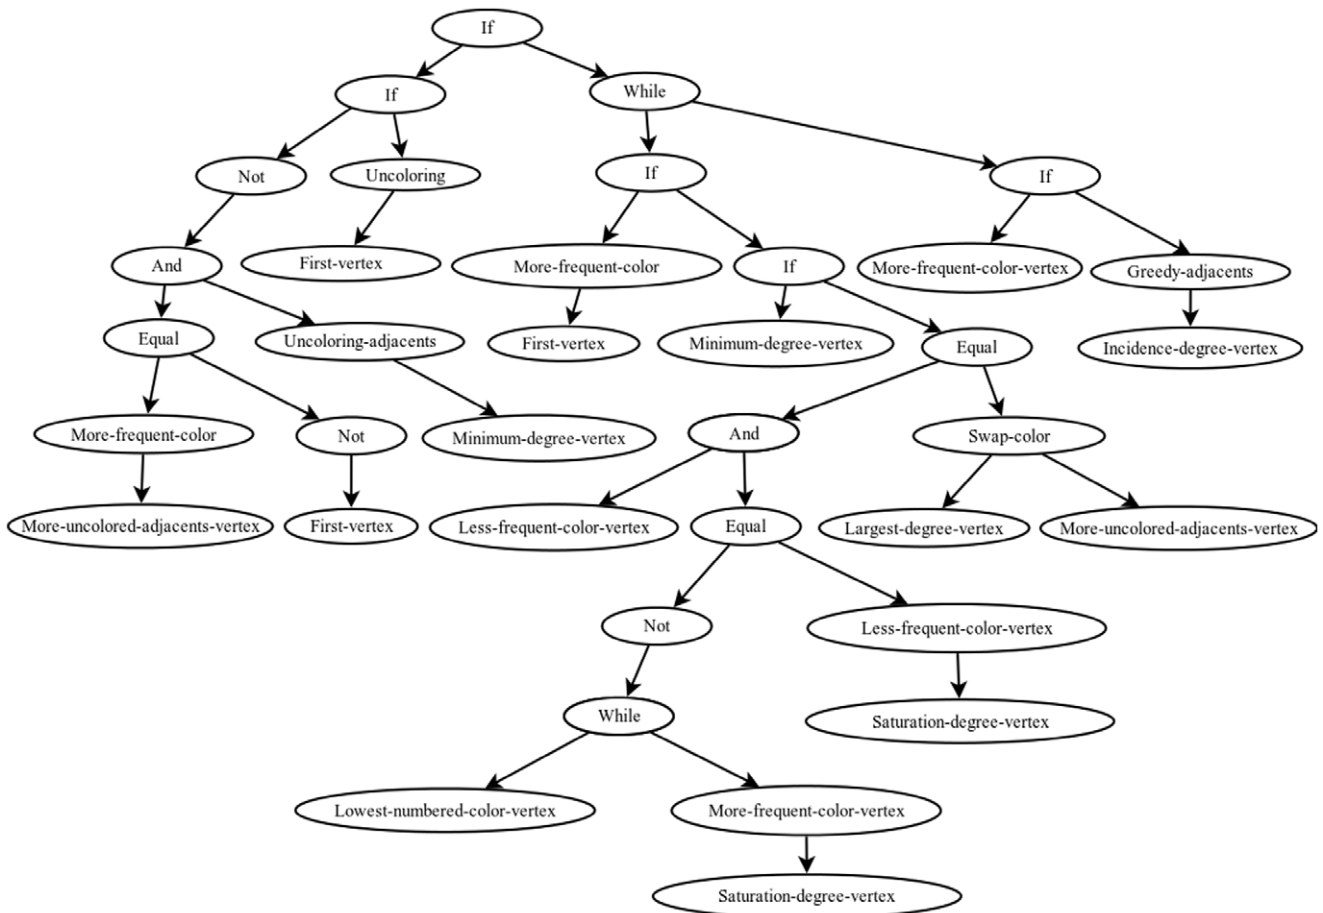 If
If
While
Not
Uncoloring
If
If
And
First-vertex
More-frequent-color
If
More-frequent-color-vertex
Greedy-adjacents
Equal
Uncoloring-adjacents
First-vertex
Minimum-degree-vertex
Equal
Incidence-degree-vertex
More-frequent-color
Not
Minimum-degree-vertex
And
Swap-color
More-uncolored-adjacents-vertex
First-vertex
Less-frequent-color-vertex
Equal
Largest-degree-vertex
More-uncolored-adjacents-vertex
Not
Less-frequent-color-vertex
While
Saturation-degree-vertex
Lowest-numbered-color-vertex
More-frequent-color-vertex
Saturation-degree-vertex